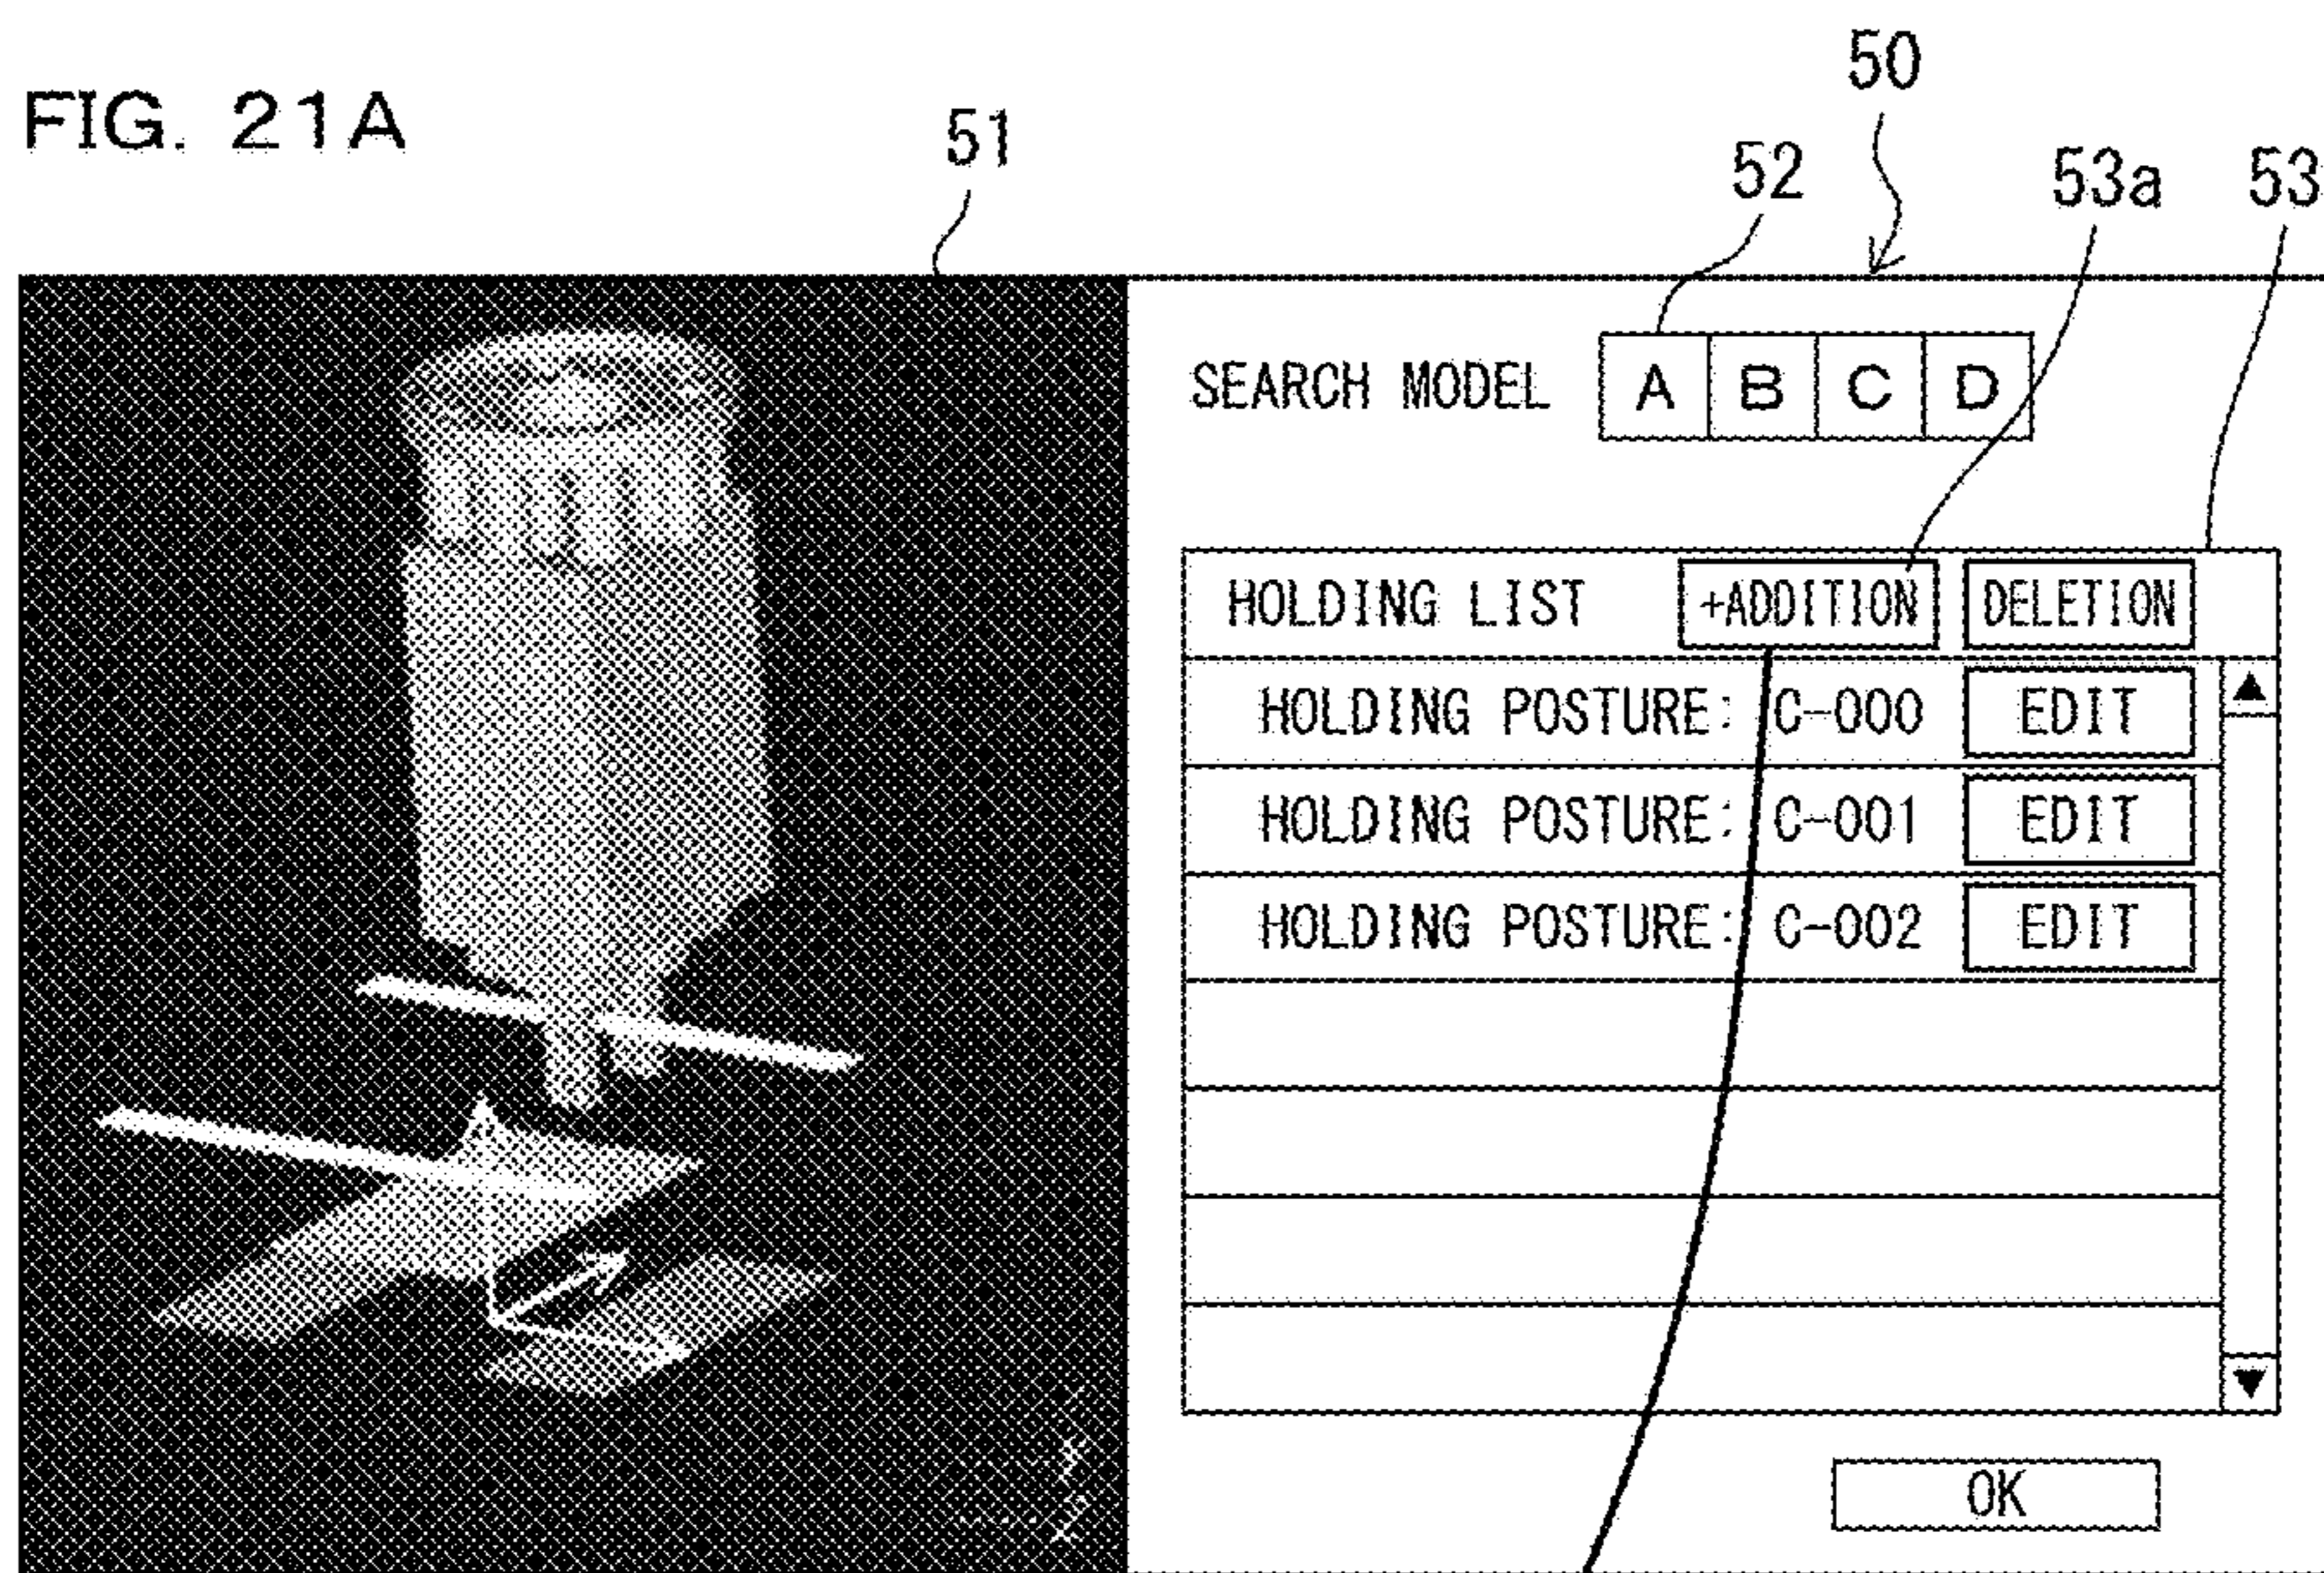 FIG. 21A
50
51
52
53a
53
SEARCH MODEL A B C D
HOLDING LIST +ADDITION DELETION
HOLDING POSTURE: C-000 EDIT
HOLDING POSTURE: C-001 EDIT
HOLDING POSTURE: C-002 EDIT
OK